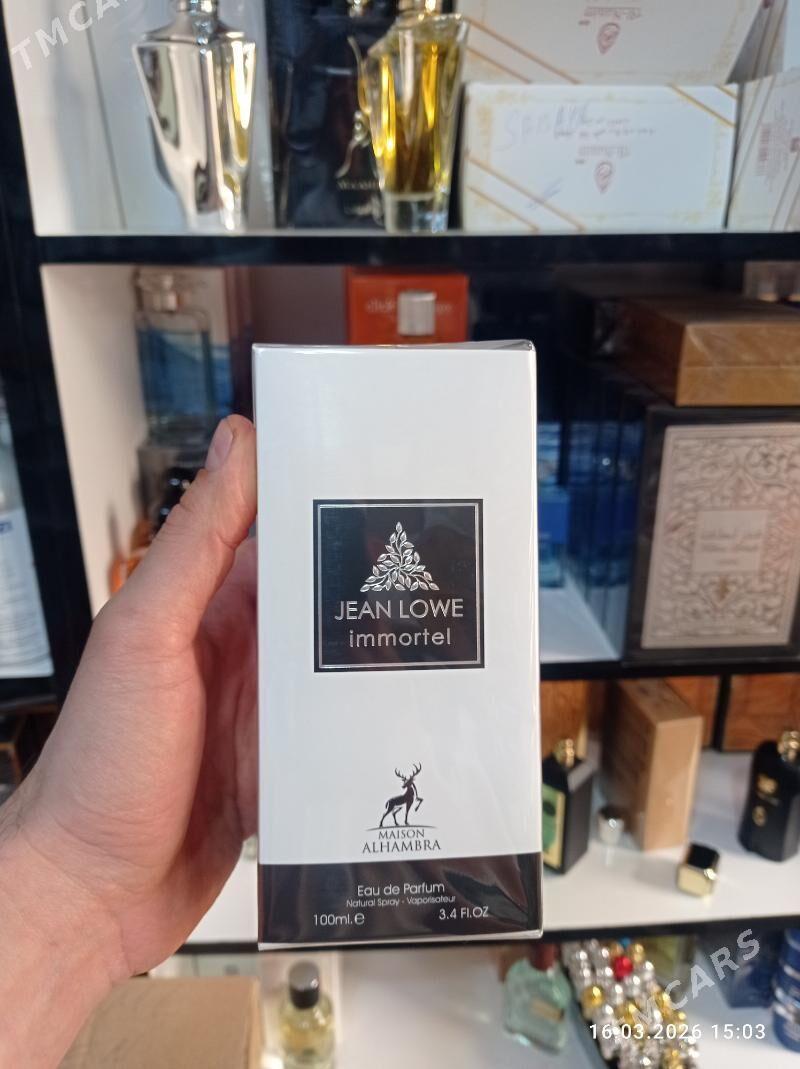 TMCARS
JEAN LOWE
immortel
MAISON
ALHAMBRA
Eau de Parfum
Natural Spray - Vaporisateur
100ml.e 3.4 Fl.OZ
TMCARS
16.03.2026 15:03